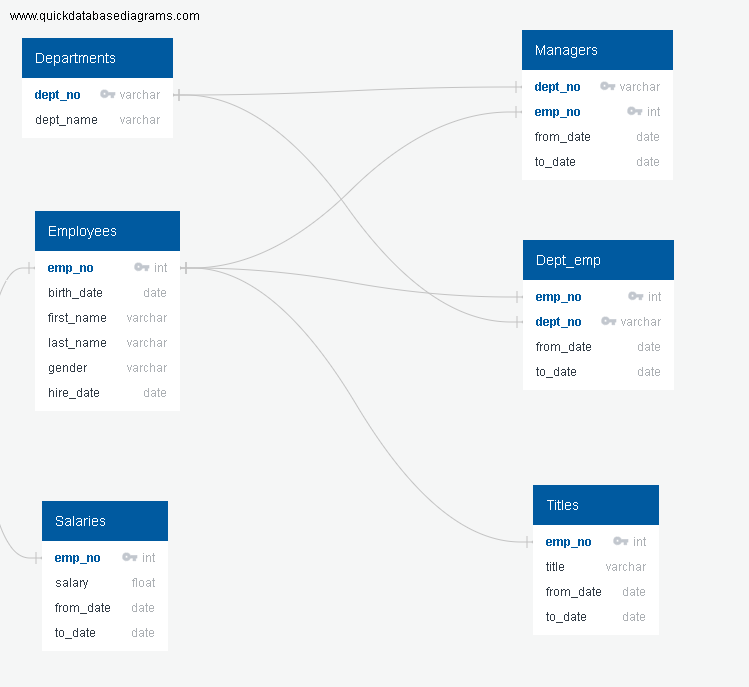 www.quickdatabasediagrams.com
Departments
dept_no varchar
dept_name varchar
Managers
dept_no varchar
emp_no int
from_date date
to_date date
Employees
emp_no int
birth_date date
first_name varchar
last_name varchar
gender varchar
hire_date date
Dept_emp
emp_no int
dept_no varchar
from_date date
to_date date
Salaries
emp_no int
salary float
from_date date
to_date date
Titles
emp_no int
title varchar
from_date date
to_date date